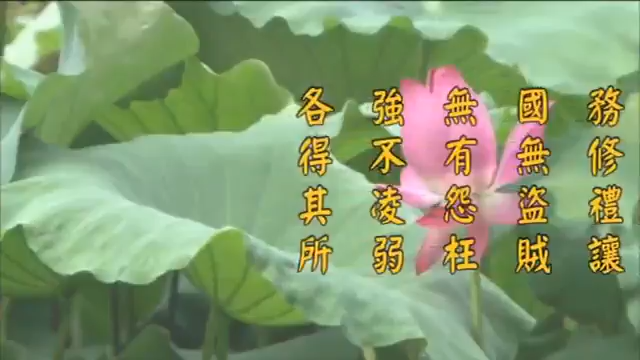 務修禮讓
國無盜賊
無有怨枉
強不凌弱
各得其所